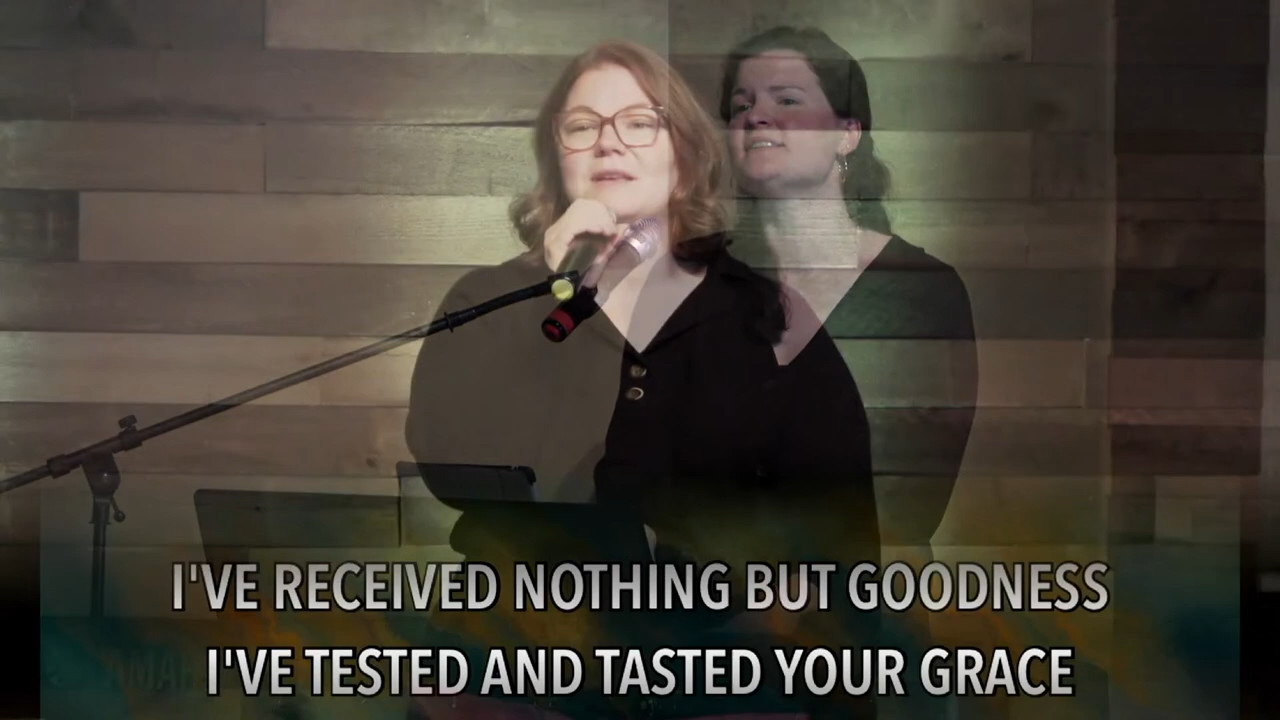 I'VE RECEIVED NOTHING BUT GOODNESS
I'VE TESTED AND TASTED YOUR GRACE